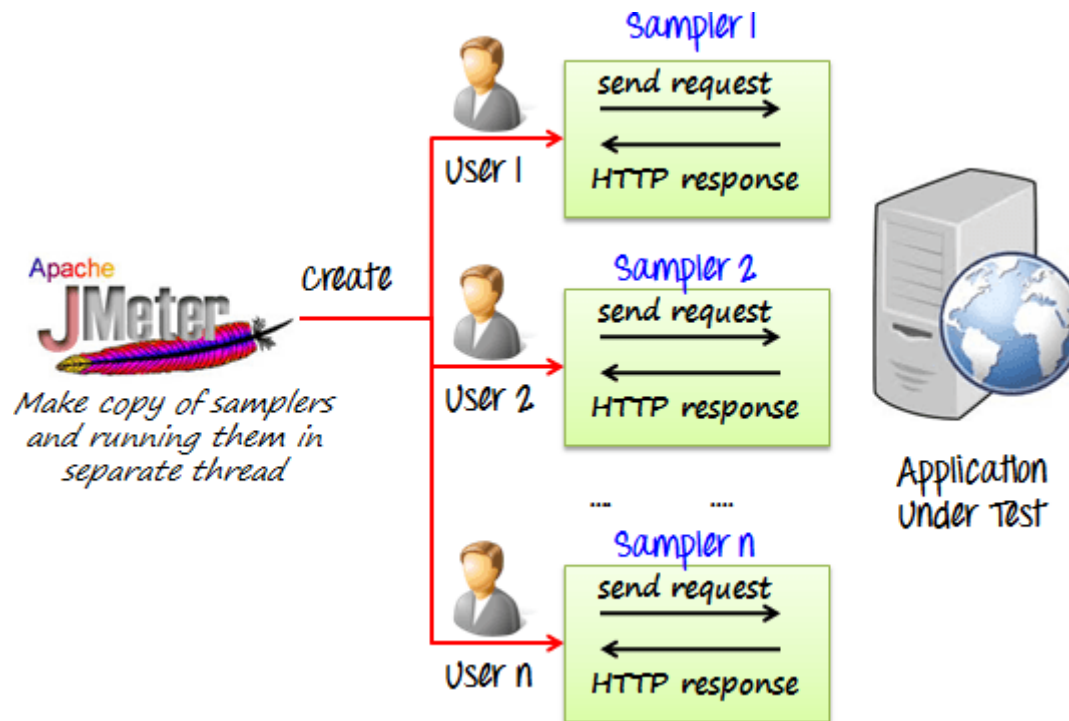 Apache
JMeter
Make copy of samplers
and running them in
separate thread
Create
User 1
Sampler 1
send request
HTTP response
User 2
Sampler 2
send request
HTTP response
.... ....
User n
Sampler n
send request
HTTP response
Application
Under Test